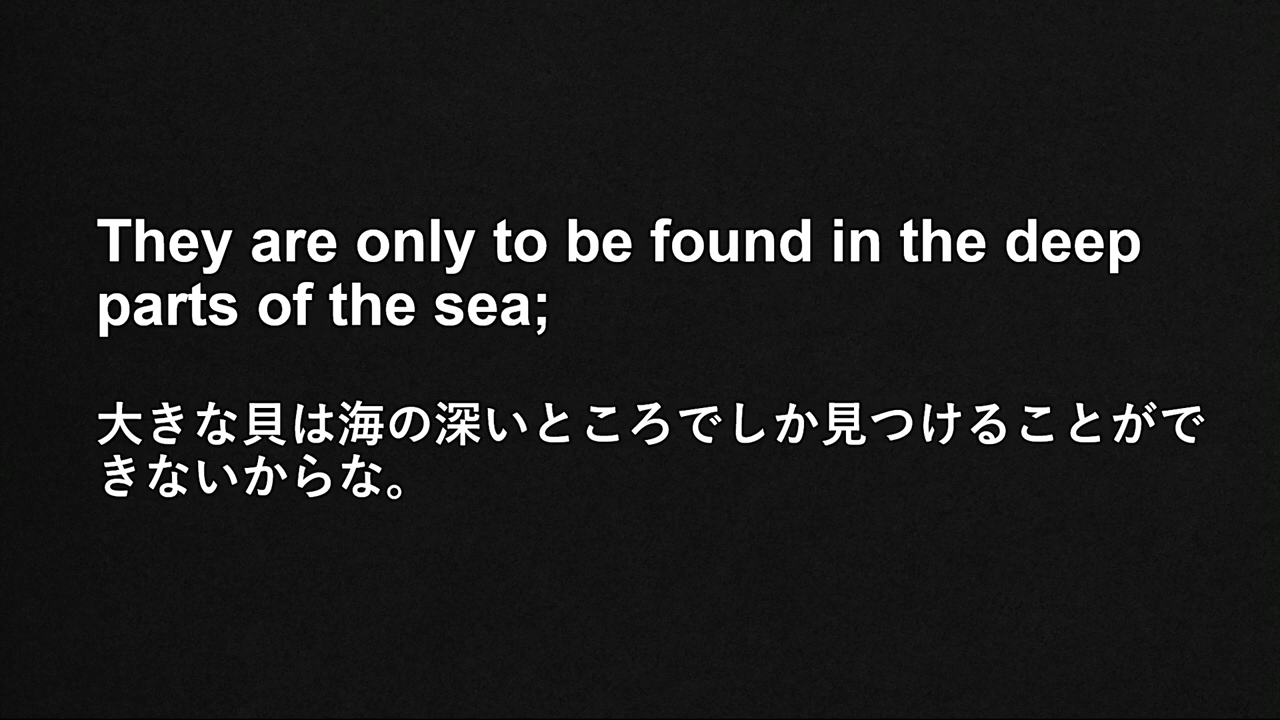 They are only to be found in the deep
parts of the sea;
大きな貝は海の深いところでしか見つけることがで
きないからな。